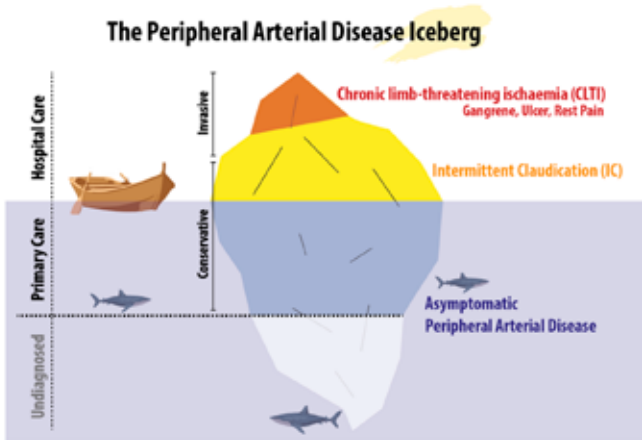 The Peripheral Arterial Disease Iceberg
Hospital Care
Primary Care
Undiagnosed
Invasive
Conservative
Chronic limb-threatening ischaemia (CLTI)
Gangrene, Ulcer, Rest Pain
Intermittent Claudication (IC)
Asymptomatic
Peripheral Arterial Disease